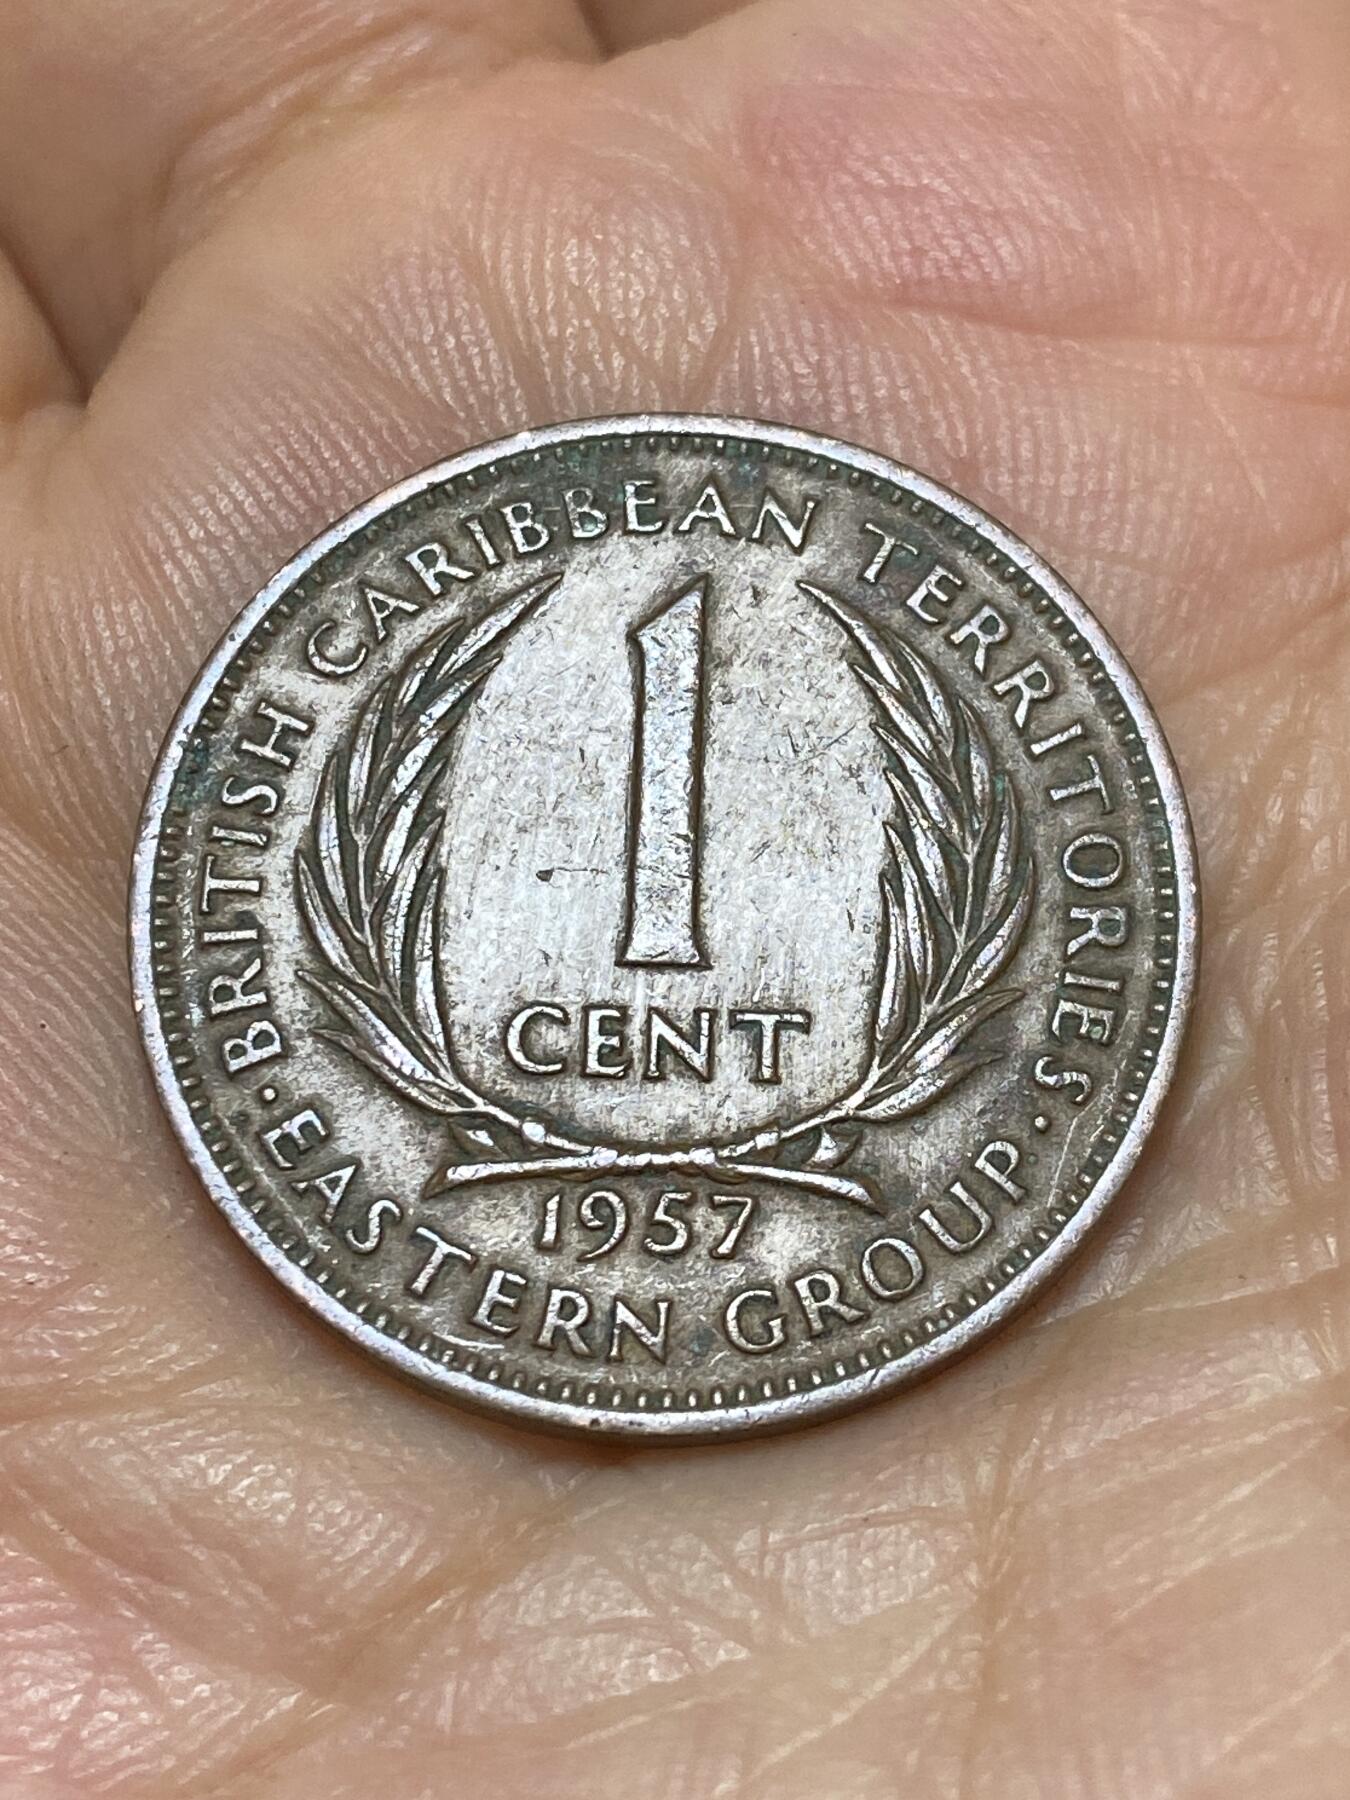 BRITISH CARIBBEAN TERRITORIES
1
CENT
1957
· EASTERN GROUP ·